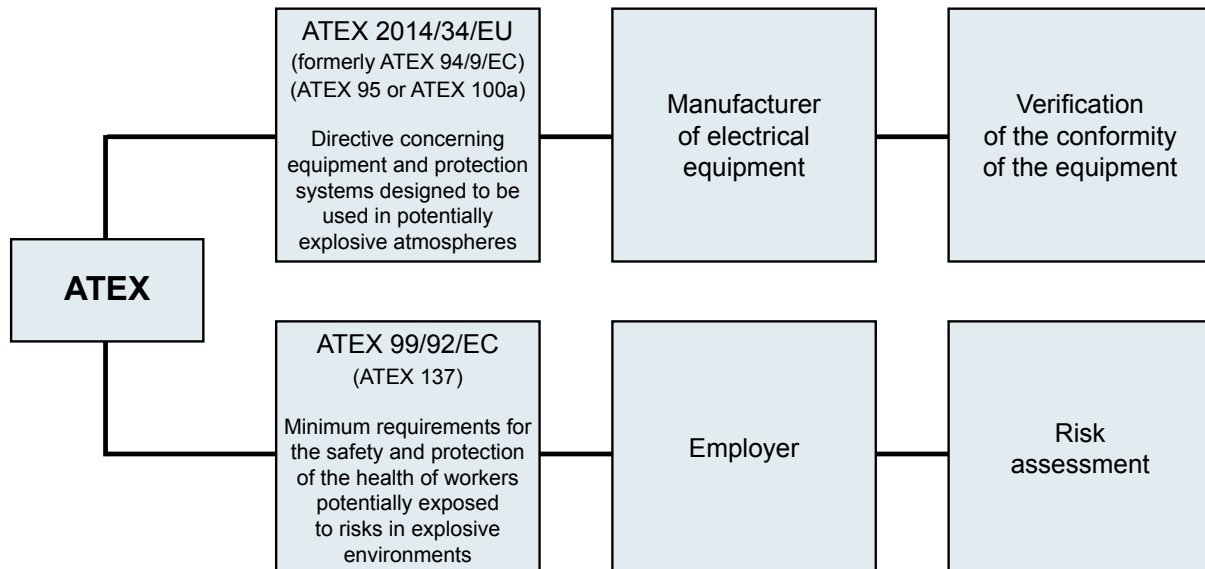 ATEX
ATEX 2014/34/EU
(formerly ATEX 94/9/EC)
(ATEX 95 or ATEX 100a)
Directive concerning
equipment and protection
systems designed to be
used in potentially
explosive atmospheres
Manufacturer
of electrical
equipment
Verification
of the conformity
of the equipment
ATEX 99/92/EC
(ATEX 137)
Minimum requirements for
the safety and protection
of the health of workers
potentially exposed
to risks in explosive
environments
Employer
Risk
assessment